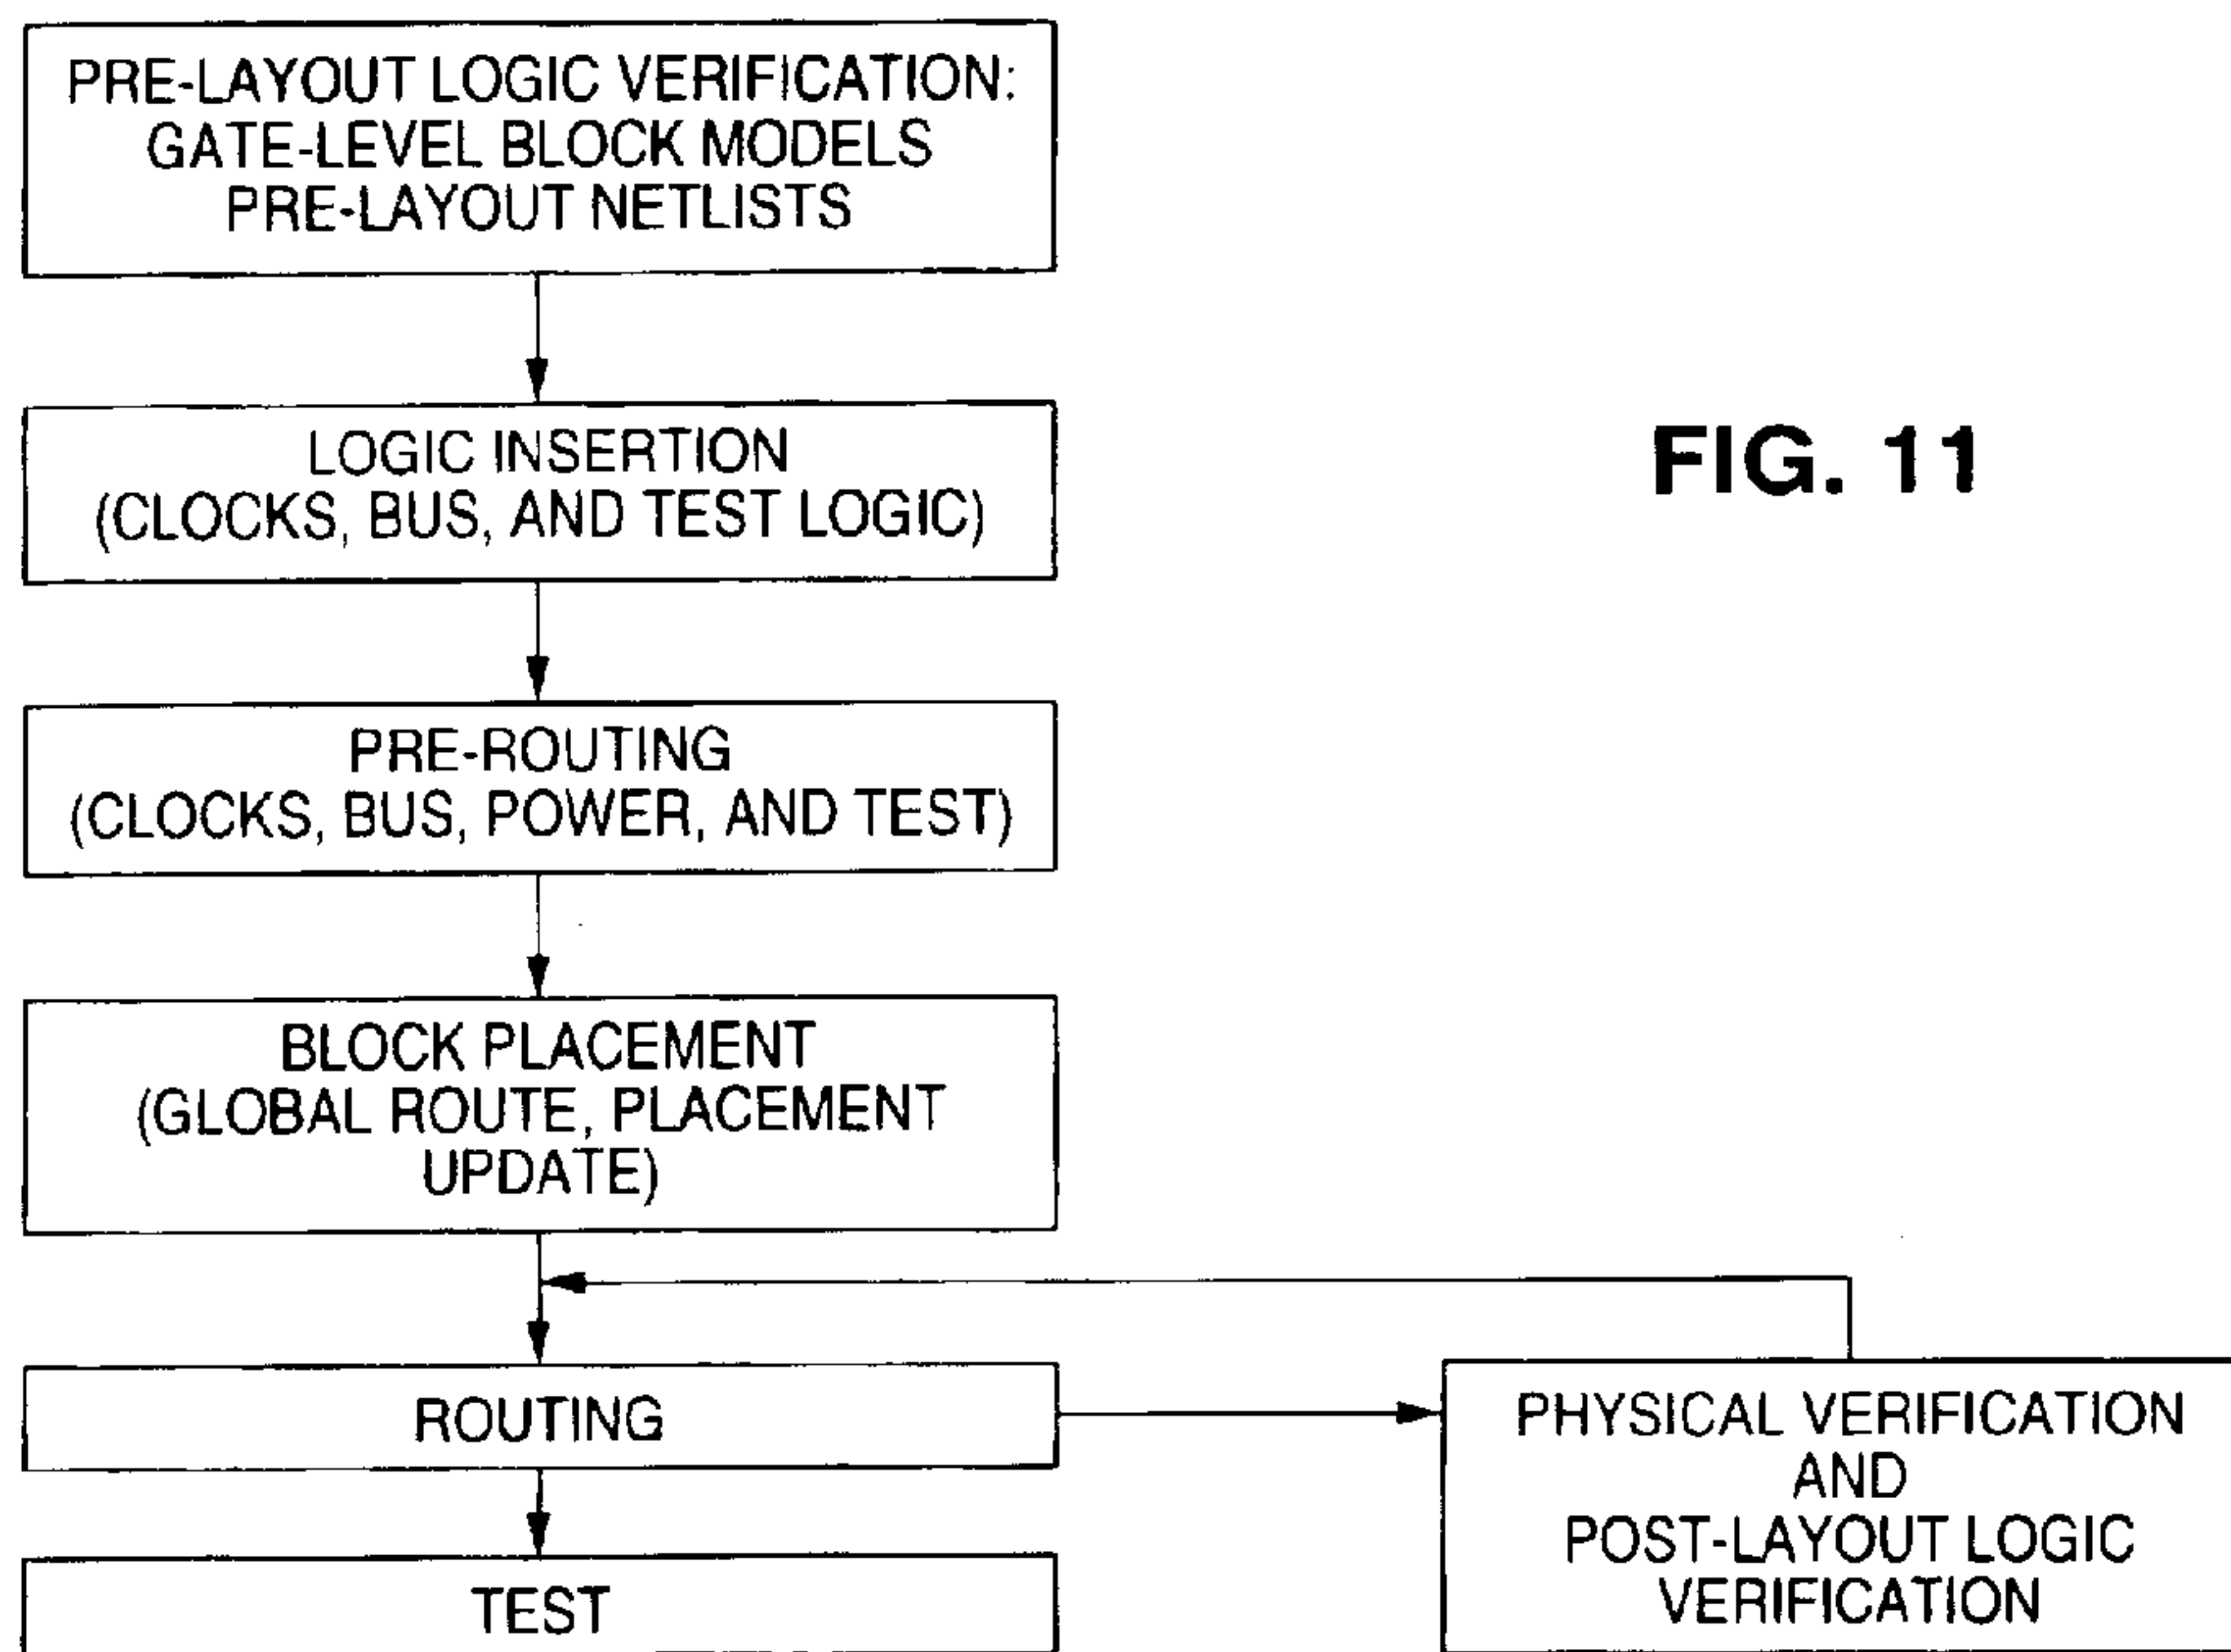 PRE-LAYOUT LOGIC VERIFICATION:
GATE-LEVEL BLOCK MODELS
PRE-LAYOUT NETLISTS
LOGIC INSERTION
(CLOCKS, BUS, AND TEST LOGIC)
FIG. 11
PRE-ROUTING
(CLOCKS, BUS, POWER, AND TEST)
BLOCK PLACEMENT
(GLOBAL ROUTE, PLACEMENT
UPDATE)
ROUTING
PHYSICAL VERIFICATION
AND
POST-LAYOUT LOGIC
VERIFICATION
TEST